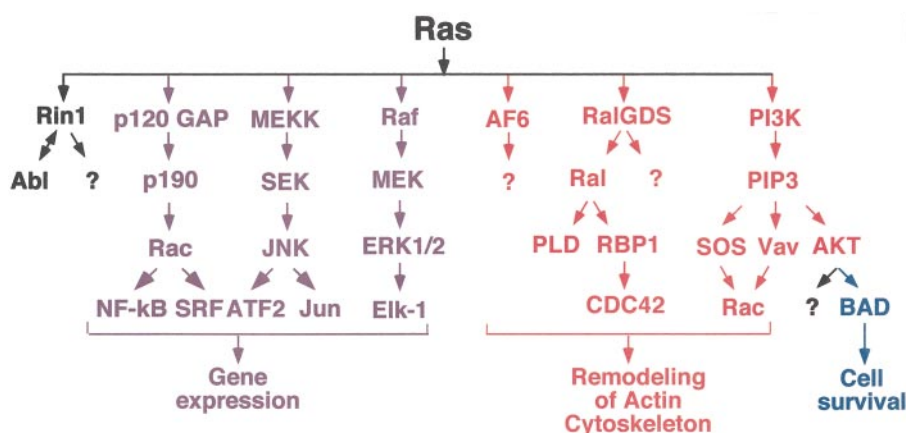 Ras
Rin1 p120 GAP MEKK Raf AF6 RalGDS PI3K
Abl ? p190 SEK MEK ? Ral ? PIP3
Rac JNK ERK1/2 PLD RBP1 SOS Vav AKT
NF-kB SRF ATF2 Jun Elk-1 CDC42 Rac ? BAD
Gene
expression
Remodeling
of Actin
Cytoskeleton
Cell
survival